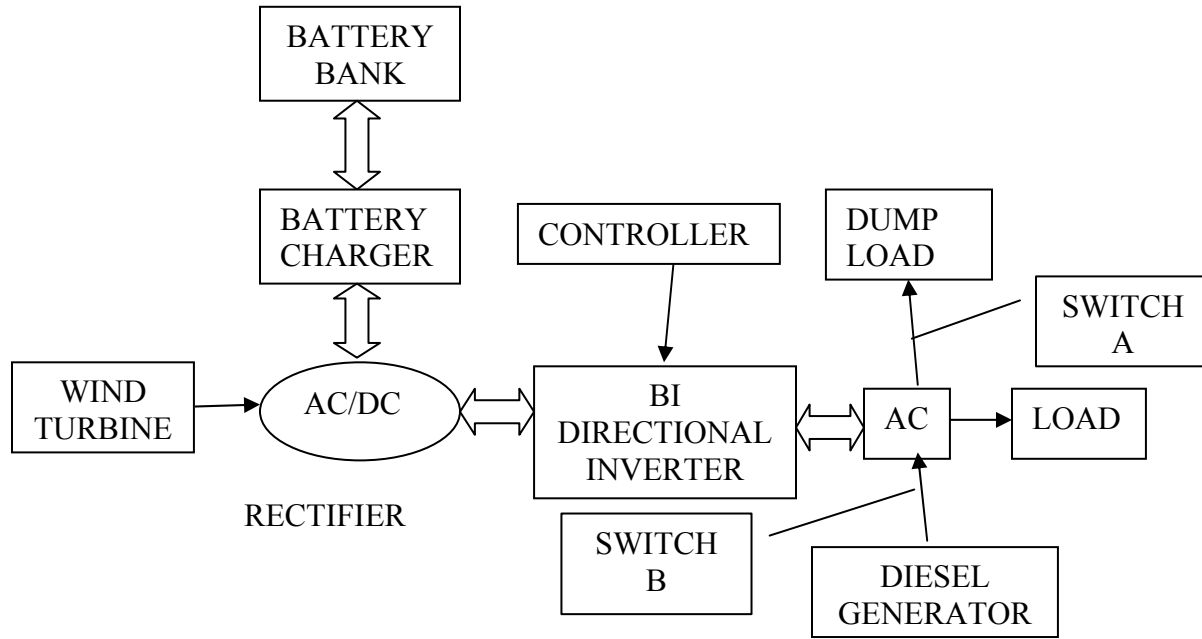 BATTERY
BANK
BATTERY
CHARGER
CONTROLLER
DUMP
LOAD
SWITCH
A
WIND
TURBINE
AC/DC
BI
DIRECTIONAL
INVERTER
AC
LOAD
RECTIFIER
SWITCH
B
DIESEL
GENERATOR